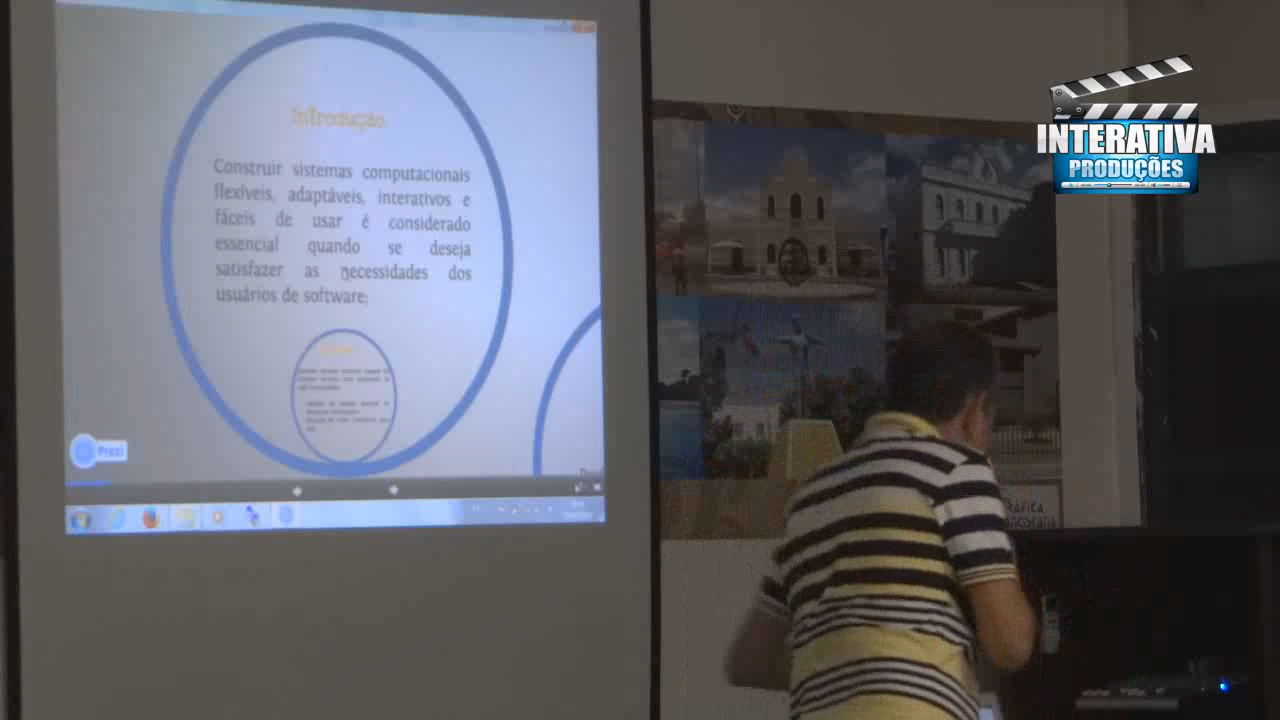 Introdução
Construir sistemas computacionais
flexíveis, adaptáveis, interativos e
fáceis de usar é considerado
essencial quando se deseja
satisfazer as necessidades dos
usuários de software;
Prezi
INTERATIVA
PRODUÇÕES